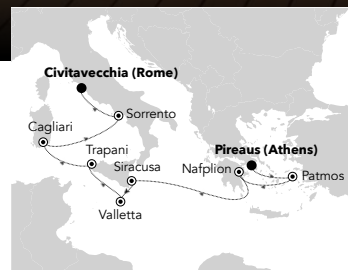 Civitavecchia (Rome)
Sorrento
Cagliari
Trapani
Siracusa
Pireaus (Athens)
Nafplion
Patmos
Valletta